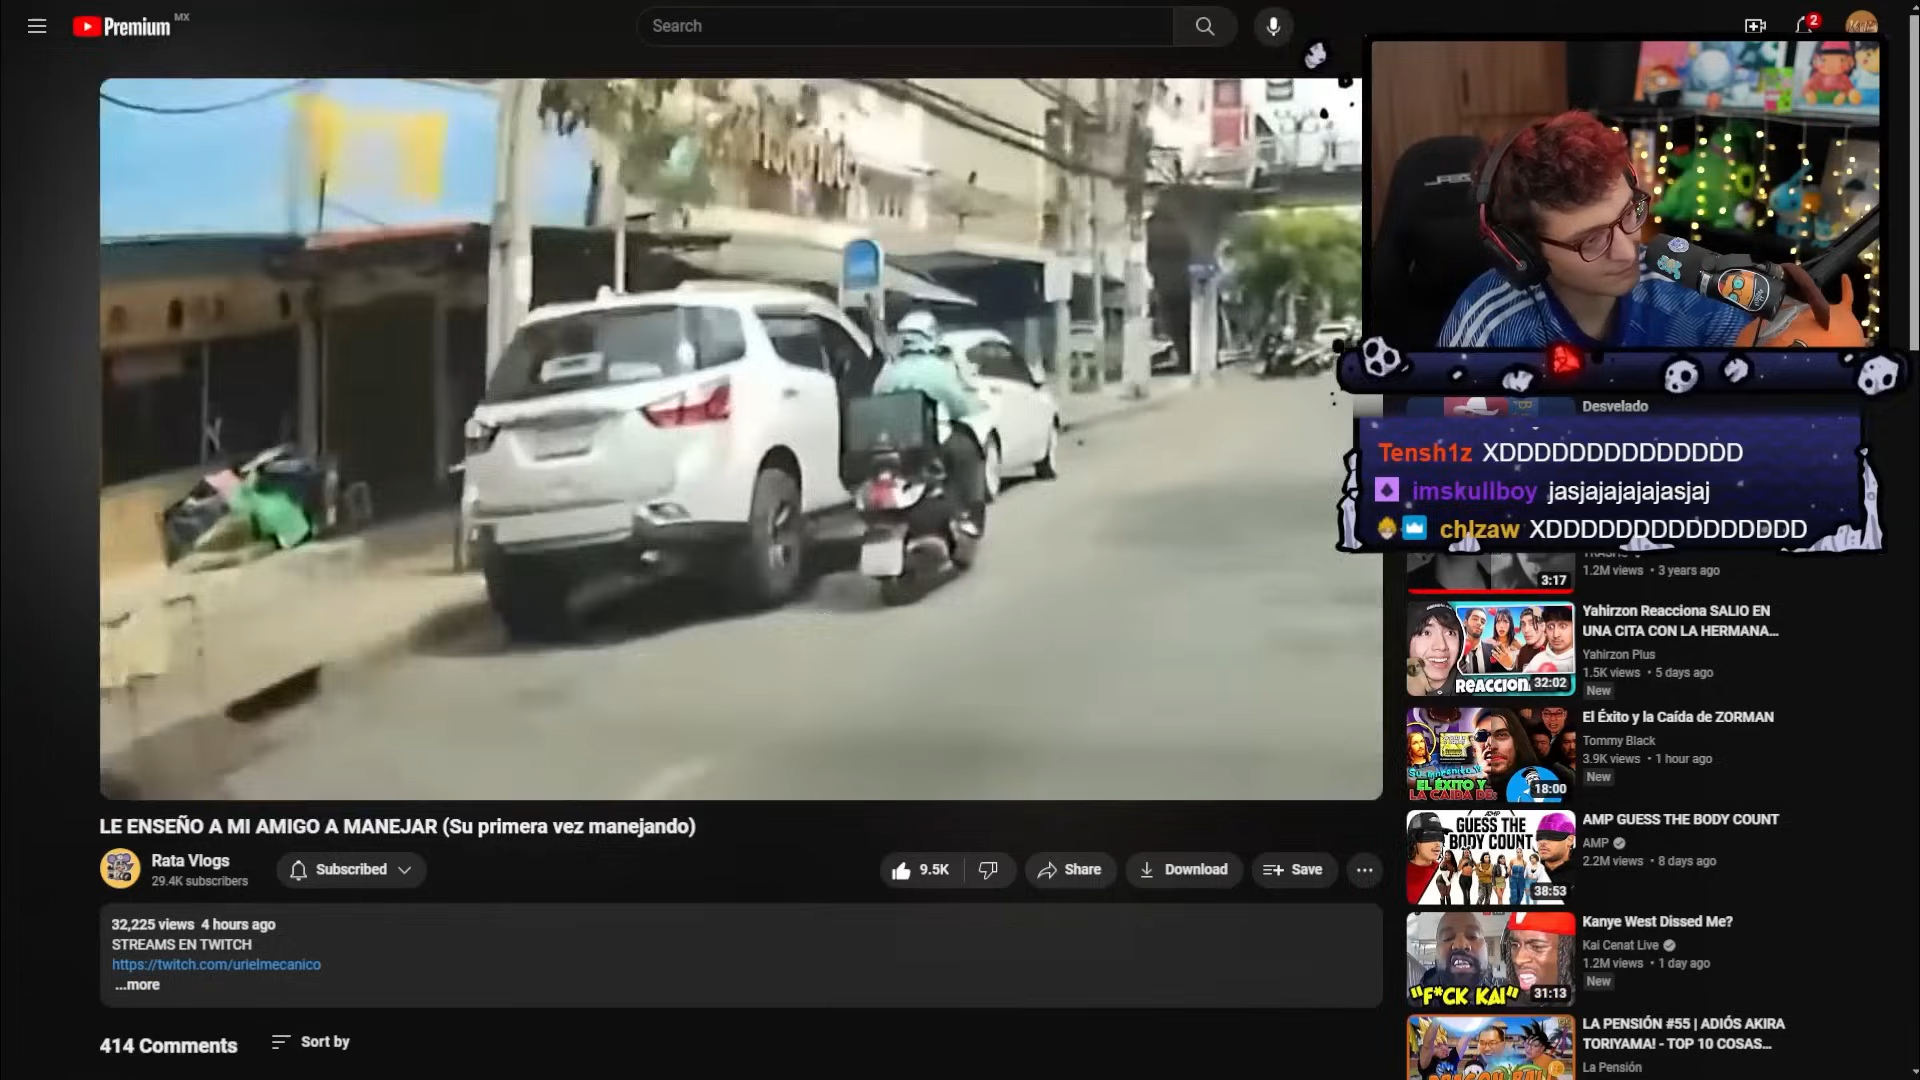 Premium MX
Search
2
Desvelado
Tensh1z XDDDDDDDDDDDDDD
imskullboy jasjajajajajasjaj
chlzaw XDDDDDDDDDDDDDDD
1.2M views • 3 years ago
3:17
Yahirzon Reacciona SALIO EN
UNA CITA CON LA HERMANA...
Yahirzon Plus
1.5K views • 5 days ago
New
REACCION
32:02
El Éxito y la Caída de ZORMAN
Tommy Black
3.9K views • 1 hour ago
New
EL ÉXITO Y
LA CAÍDA DE:
18:00
AMP GUESS THE BODY COUNT
AMP
2.2M views • 8 days ago
AMP
GUESS THE
BODY COUNT
38:53
Kanye West Dissed Me?
Kai Cenat Live
1.2M views • 1 day ago
New
"F*CK KAI"
31:13
LA PENSIÓN #55 | ADIÓS AKIRA
TORIYAMA! - TOP 10 COSAS...
La Pensión
LE ENSEÑO A MI AMIGO A MANEJAR (Su primera vez manejando)
Rata Vlogs
29.4K subscribers
Subscribed
9.5K
Share
Download
Save
32,225 views 4 hours ago
STREAMS EN TWITCH
https://twitch.com/urielmecanico
...more
414 Comments
Sort by